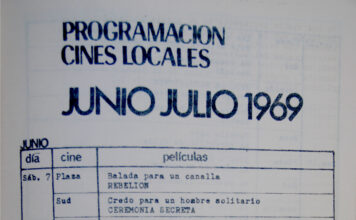 PROGRAMACION
CINES LOCALES
JUNIO JULIO 1969
JUNIO
día cine películas
Sáb. 7 Plaza Balada para un canalla
REBELION
Sud Credo para un hombre solitario
CEREMONIA SECRETA